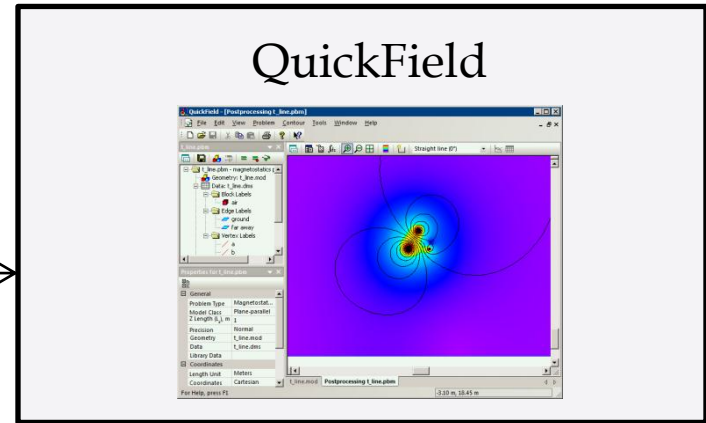 QuickField
QuickField - [Postprocessing t_line.pbm]
File Edit View Problem Contour Tools Window Help
Straight line (0°)
t_line.pbm
t_line.pbm - magnetostatics p
Geometry: t_line.mod
Data: t_line.dms
Block Labels
air
Edge Labels
ground
far away
Vertex Labels
a
b
Properties for t_line.pbm
General
Problem Type Magnetostat...
Model Class Plane-parallel
Z Length (Lz), m 1
Precision Normal
Geometry t_line.mod
Data t_line.dms
Library Data
Coordinates
Length Unit Meters
Coordinates Cartesian
t_line.mod Postprocessing t_line.pbm
For Help, press F1
-3.10 m, 18.45 m